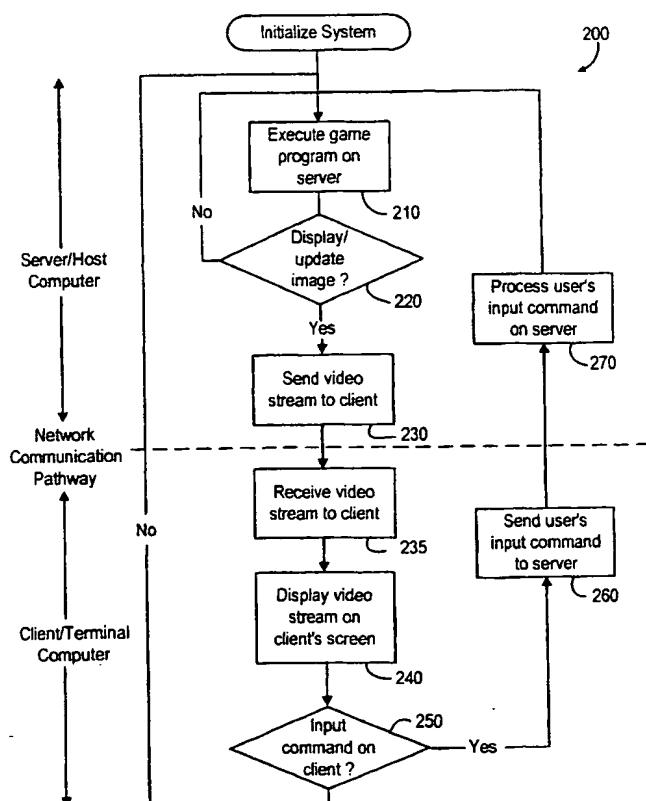 Initialize System
200
Execute game
program on
server
210
No
Display/
update
image ?
220
Server/Host
Computer
Process user's
input command
on server
270
Yes
Send video
stream to client
230
Network
Communication
Pathway
Receive video
stream to client
235
No
Send user's
input command
to server
260
Display video
stream on
client's screen
240
Client/Terminal
Computer
250
Input
command on
client ?
Yes